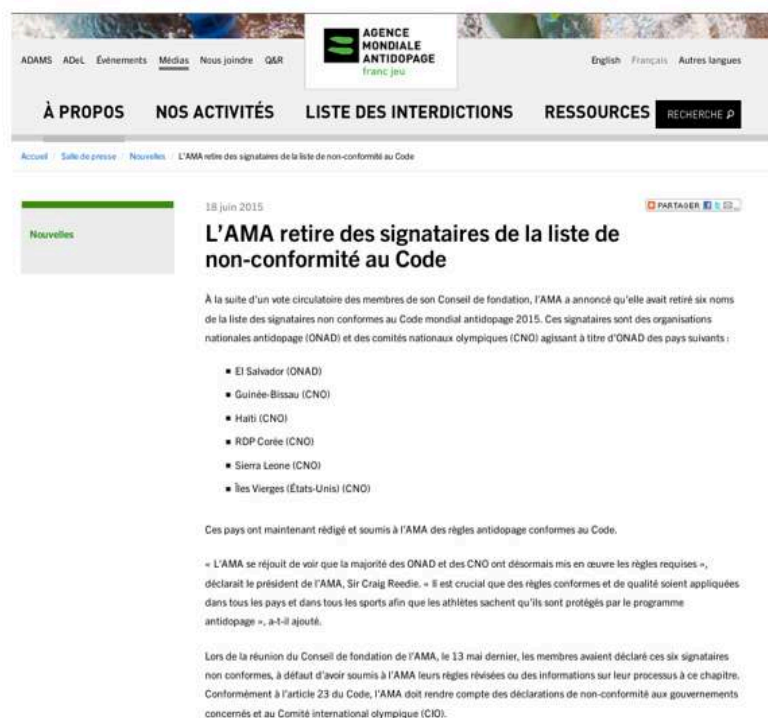 AGENCE
MONDIALE
ANTIDOPAGE
franc jeu
ADAMS ADeL Événements Médias Nous joindre Q&R
English Français Autres langues
À PROPOS NOS ACTIVITÉS LISTE DES INTERDICTIONS RESSOURCES RECHERCHE
Accueil / Salle de presse / Nouvelles / L'AMA retire des signataires de la liste de non-conformité au Code
18 juin 2015
PARTAGER
Nouvelles
L'AMA retire des signataires de la liste de
non-conformité au Code
À la suite d'un vote circulatoire des membres de son Conseil de fondation, l'AMA a annoncé qu'elle avait retiré six noms
de la liste des signataires non conformes au Code mondial antidopage 2015. Ces signataires sont des organisations
nationales antidopage (ONAD) et des comités nationaux olympiques (CNO) agissant à titre d'ONAD des pays suivants :
■ El Salvador (ONAD)
■ Guinée-Bissau (CNO)
■ Haïti (CNO)
■ RDP Corée (CNO)
■ Sierra Leone (CNO)
■ Îles Vierges (États-Unis) (CNO)
Ces pays ont maintenant rédigé et soumis à l'AMA des règles antidopage conformes au Code.
« L'AMA se réjouit de voir que la majorité des ONAD et des CNO ont désormais mis en œuvre les règles requises »,
déclarait le président de l'AMA, Sir Craig Reedie. « Il est crucial que des règles conformes et de qualité soient appliquées
dans tous les pays et dans tous les sports afin que les athlètes sachent qu'ils sont protégés par le programme
antidopage », a-t-il ajouté.
Lors de la réunion du Conseil de fondation de l'AMA, le 13 mai dernier, les membres avaient déclaré ces six signataires
non conformes, à défaut d'avoir soumis à l'AMA leurs règles révisées ou des informations sur leur processus à ce chapitre.
Conformément à l'article 23 du Code, l'AMA doit rendre compte des déclarations de non-conformité aux gouvernements
concernés et au Comité international olympique (CIO).